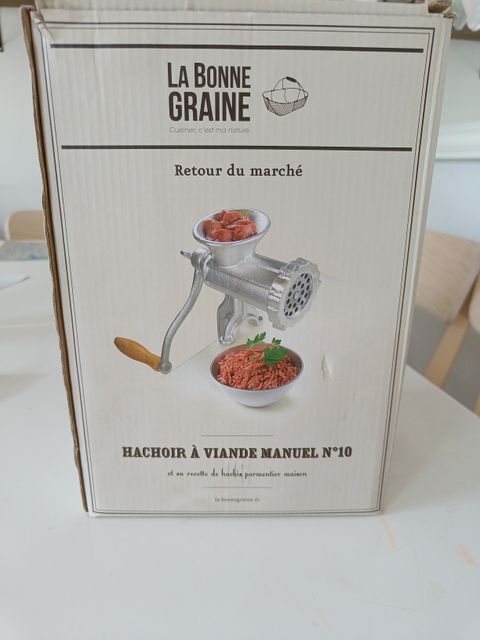 LA BONNE
GRAINE
Cuisiner, c'est ma nature.
Retour du marché
HACHOIR À VIANDE MANUEL N°10
et sa recette de hachis parmentier maison
labonnegraine.fr